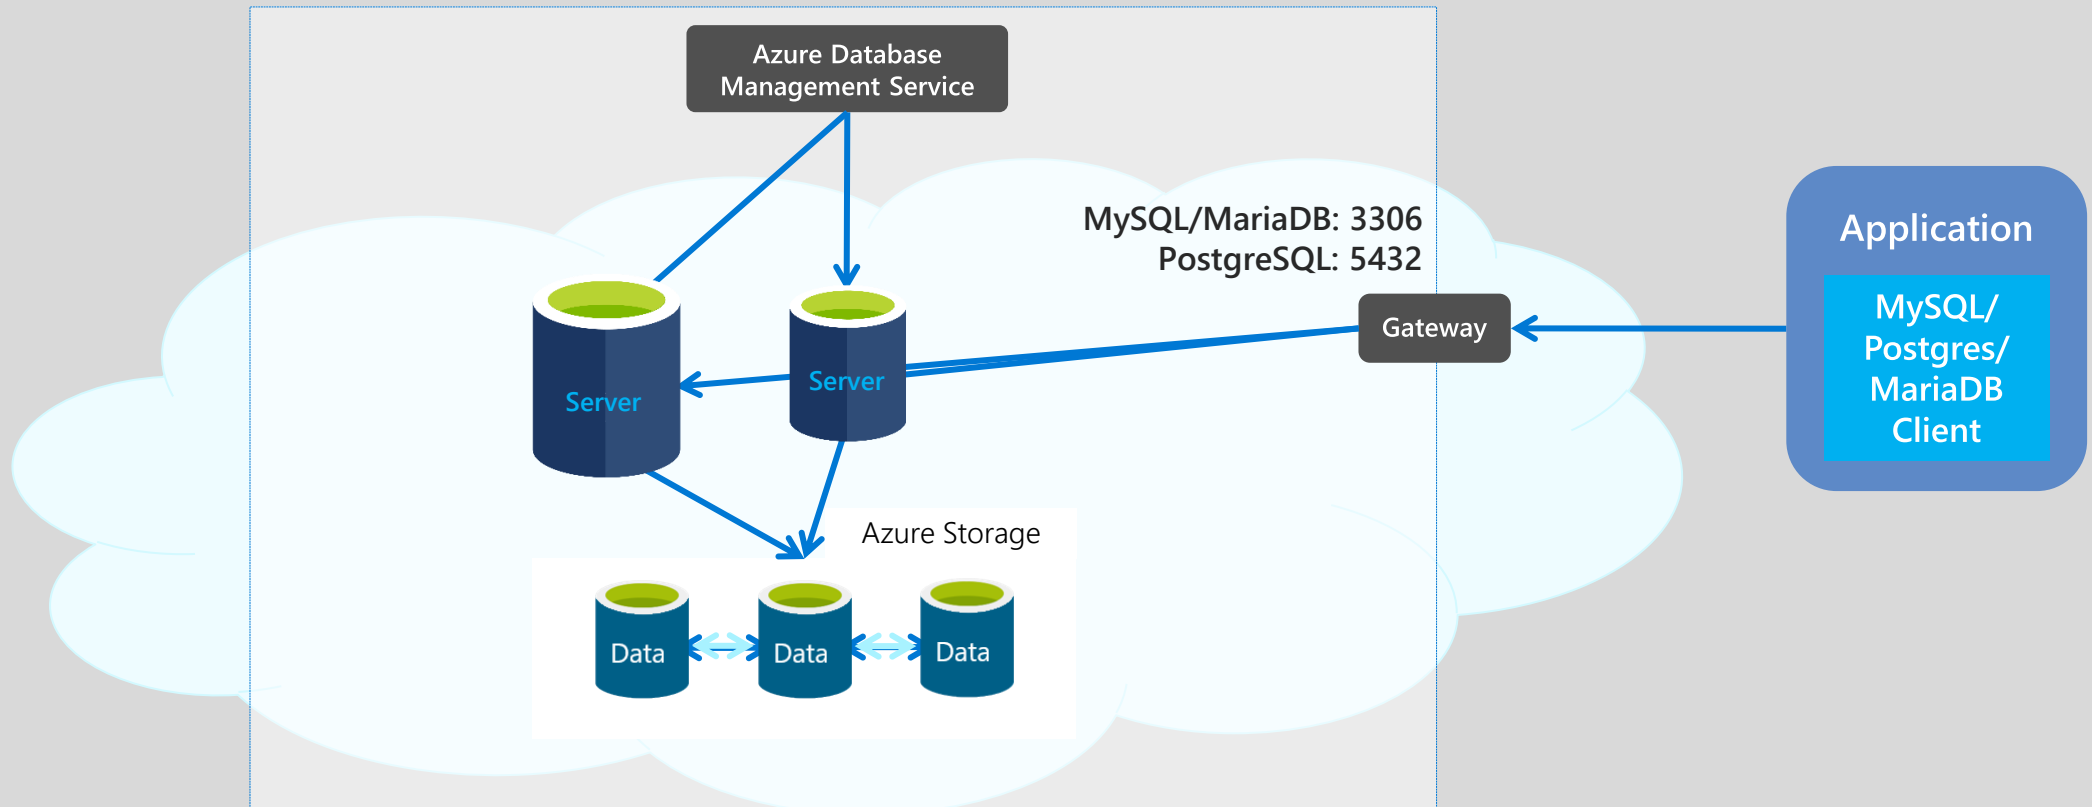 Azure Database
Management Service
MySQL/MariaDB: 3306
PostgreSQL: 5432
Application
MySQL/
Postgres/
MariaDB
Client
Gateway
Server
Server
Azure Storage
Data
Data
Data